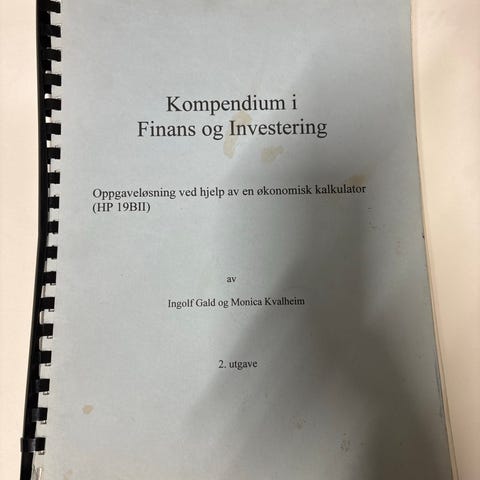 Kompendium i
Finans og Investering
Oppgaveløsning ved hjelp av en økonomisk kalkulator
(HP 19BII)
av
Ingolf Gald og Monica Kvalheim
2. utgave